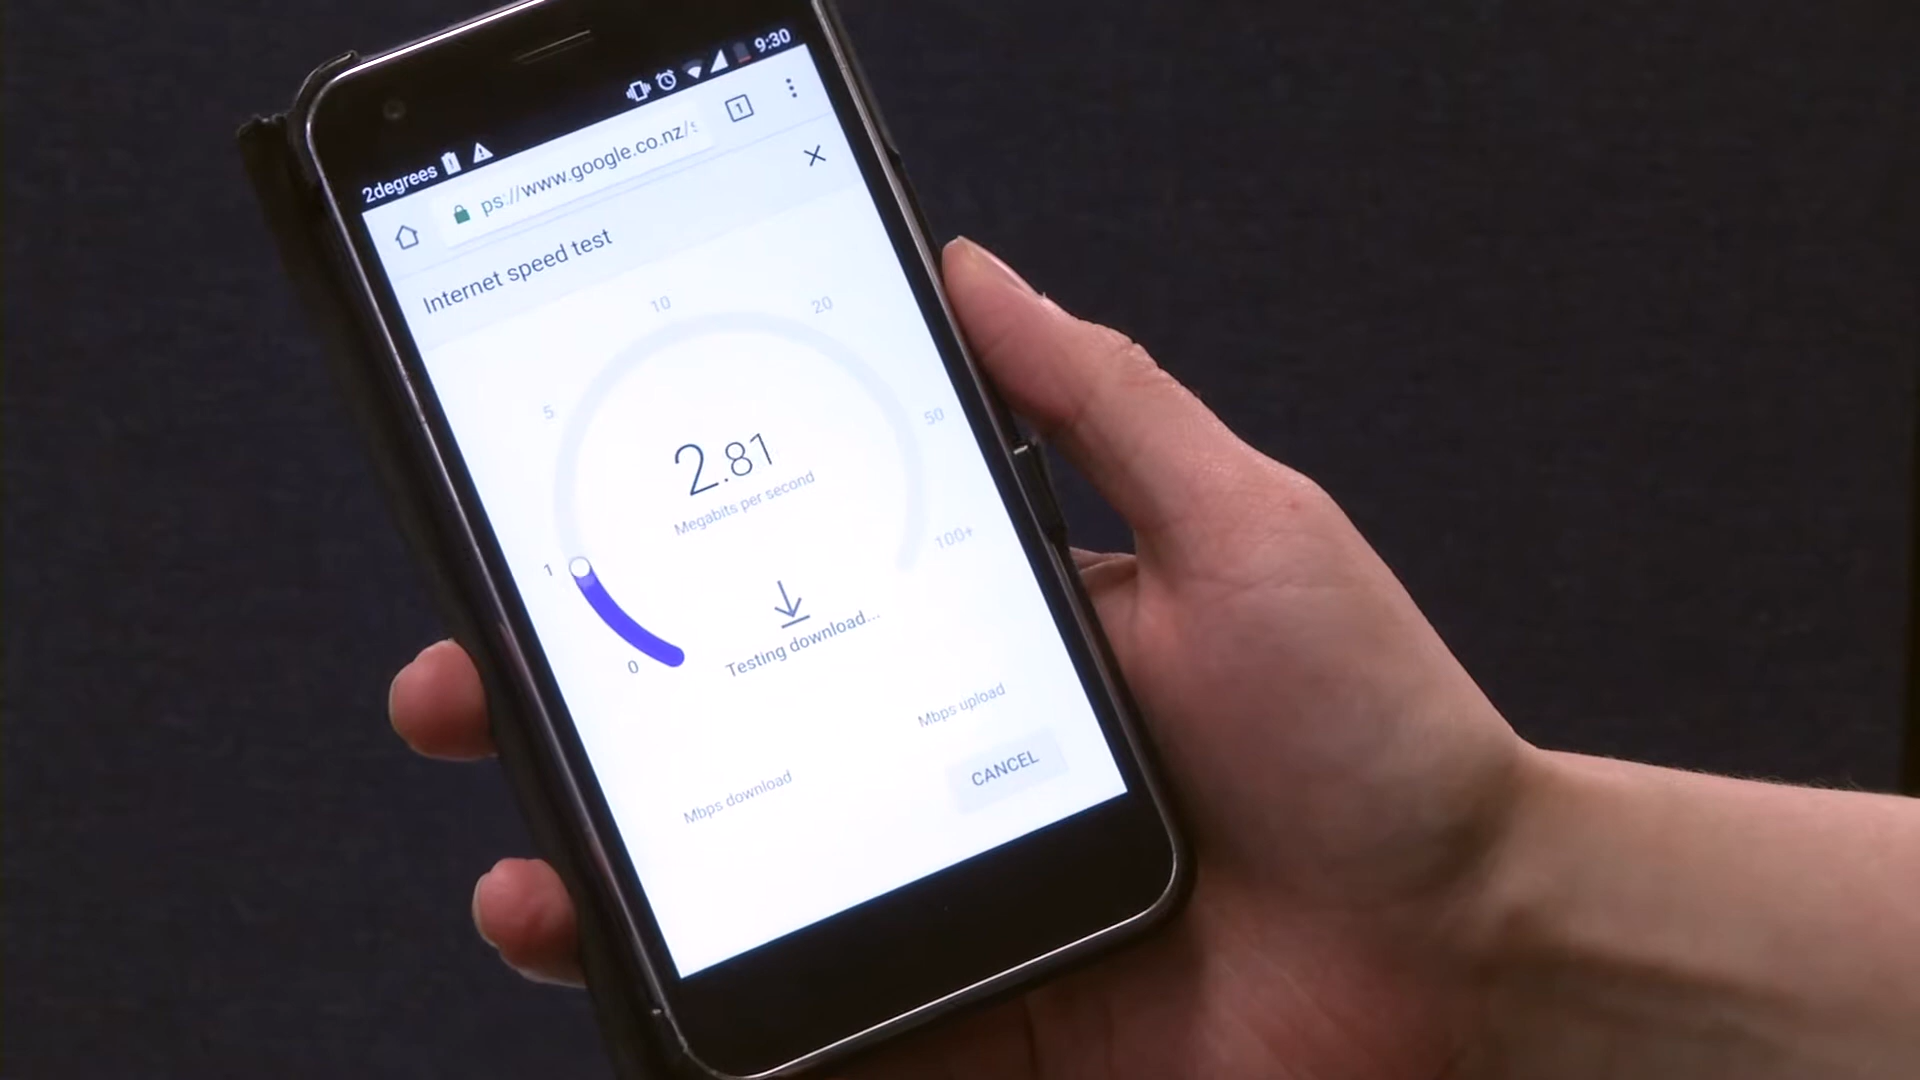 2degrees 9:30
ps://www.google.co.nz/s
1
Internet speed test
10
20
5
50
2.81
Megabits per second
1
100+
0
Testing download...
Mbps upload
Mbps download
CANCEL